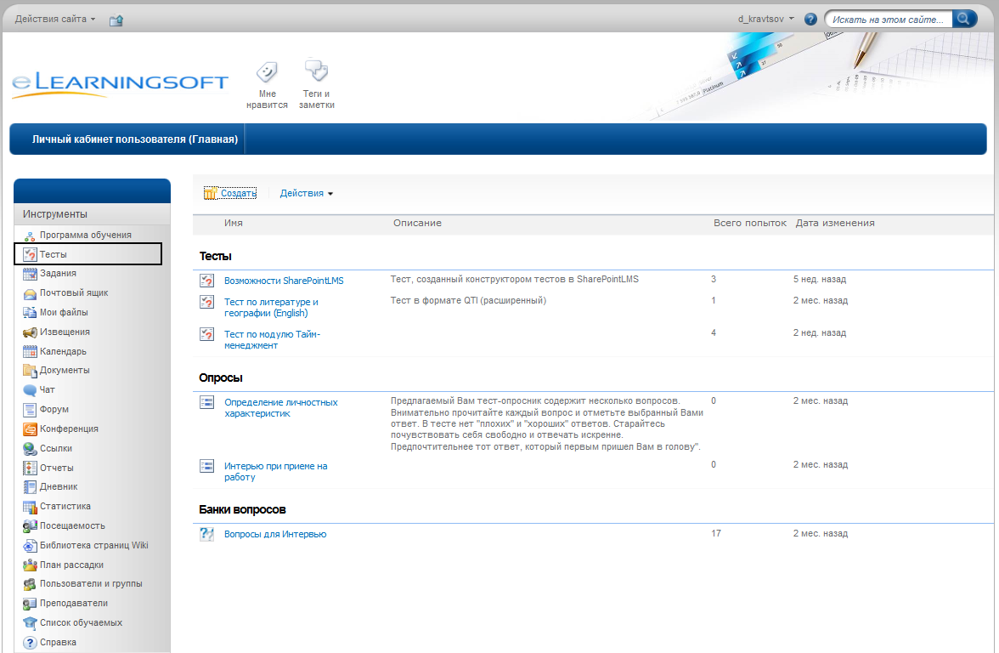 Действия сайта
d_kravtsov
Искать на этом сайте...
eLearningsoft
Мне
нравится
Теги и
заметки
Личный кабинет пользователя (Главная)
Инструменты
Программа обучения
Тесты
Задания
Почтовый ящик
Мои файлы
Извещения
Календарь
Документы
Чат
Форум
Конференция
Ссылки
Отчеты
Дневник
Статистика
Посещаемость
Библиотека страниц Wiki
План рассадки
Пользователи и группы
Преподаватели
Список обучаемых
Справка
Создать
Действия
Имя Описание Всего попыток Дата изменения
Тесты
Возможности SharePointLMS Тест, созданный конструктором тестов в SharePointLMS 3 5 нед. назад
Тест по литературе и Тест в формате QTI (расширенный) 1 2 мес. назад
географии (English)
Тест по модулю Тайм- 4 2 нед. назад
менеджмент
Опросы
Определение личностных Предлагаемый Вам тест-опросник содержит несколько вопросов. 0 2 мес. назад
характеристик Внимательно прочитайте каждый вопрос и отметьте выбранный Вами
ответ. В тесте нет "плохих" и "хороших" ответов. Старайтесь
почувствовать себя свободно и отвечать искренне.
Предпочтительнее тот ответ, который первым пришел Вам в голову".
Интерью при приеме на 0 2 мес. назад
работу
Банки вопросов
Вопросы для Интервью 17 2 мес. назад